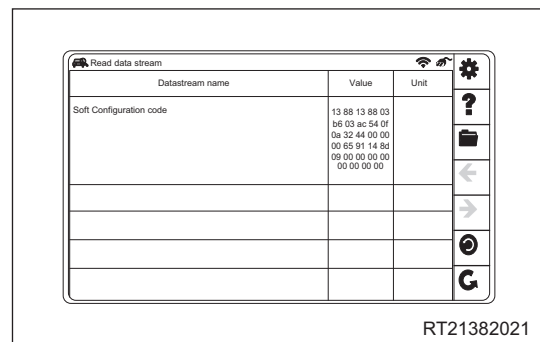 Read data stream
Datastream name Value Unit
Soft Configuration code
13 88 13 88 03
b6 03 ac 54 0f
0a 32 44 00 00
00 65 91 14 8d
09 00 00 00 00
00 00 00 00
?
RT21382021